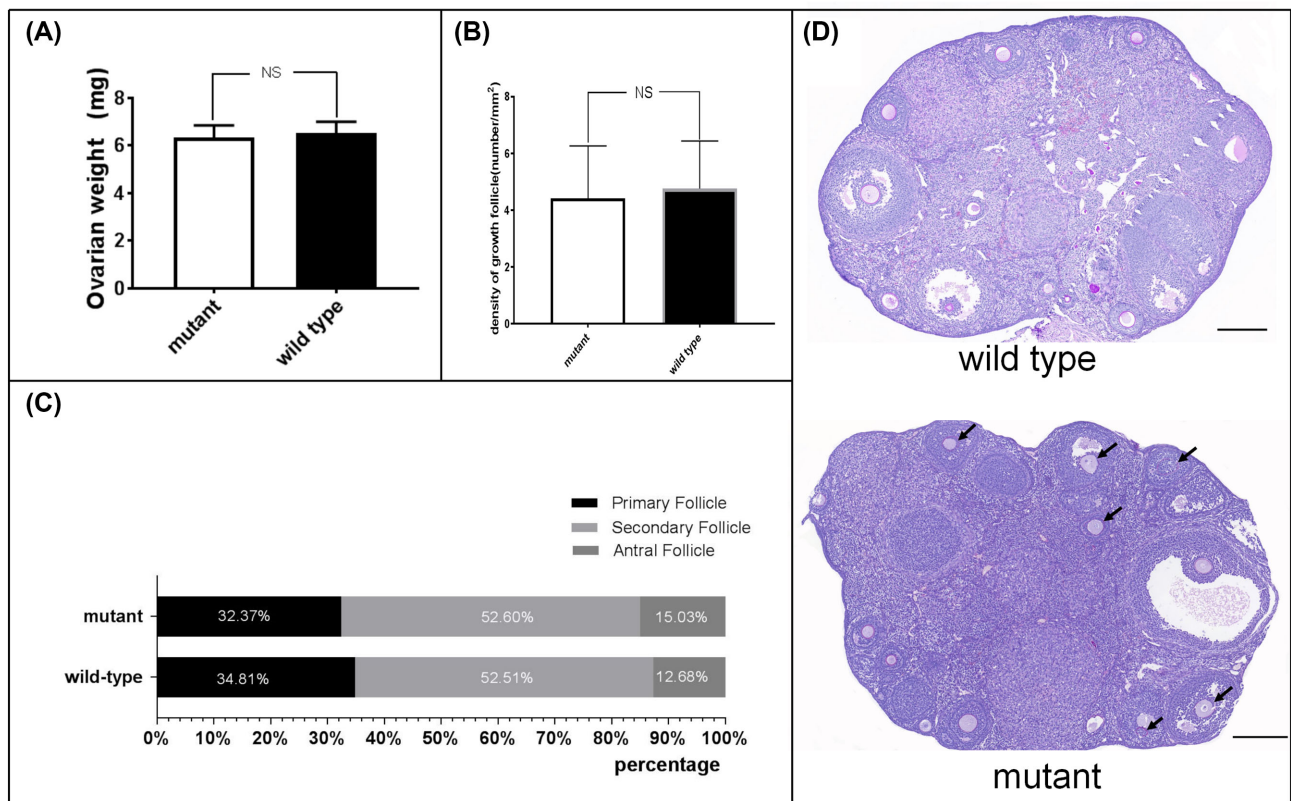 (A)
NS
Ovarian weight (mg)
8
6
4
2
0
mutant
wild type
(B)
NS
density of growth follicle(number/mm²)
8
6
4
2
0
mutant
wild type
(C)
Primary Follicle
Secondary Follicle
Antral Follicle
mutant
32.37%
52.60%
15.03%
wild-type
34.81%
52.51%
12.68%
0%
10%
20%
30%
40%
50%
60%
70%
80%
90%
100%
percentage
(D)
wild type
mutant